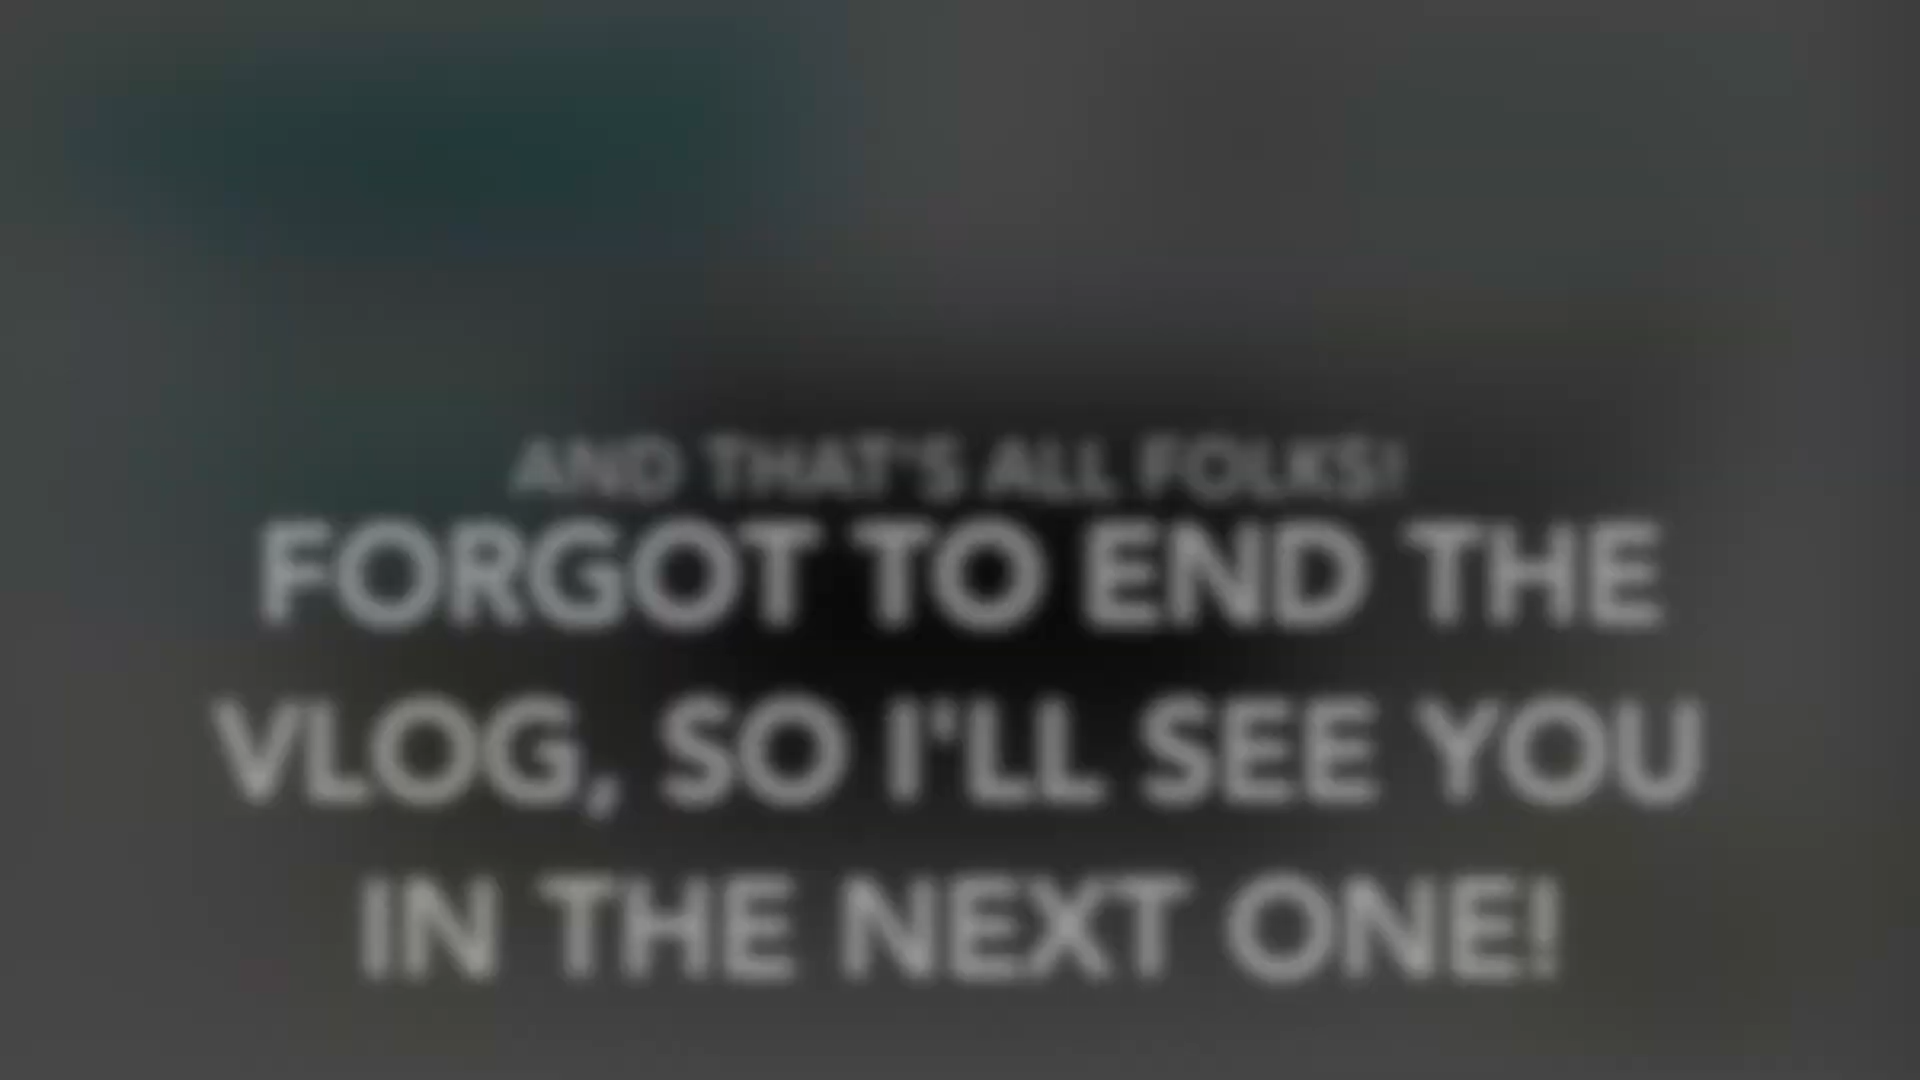 AND THAT'S ALL FOLKS!
FORGOT TO END THE
VLOG, SO I'LL SEE YOU
IN THE NEXT ONE!